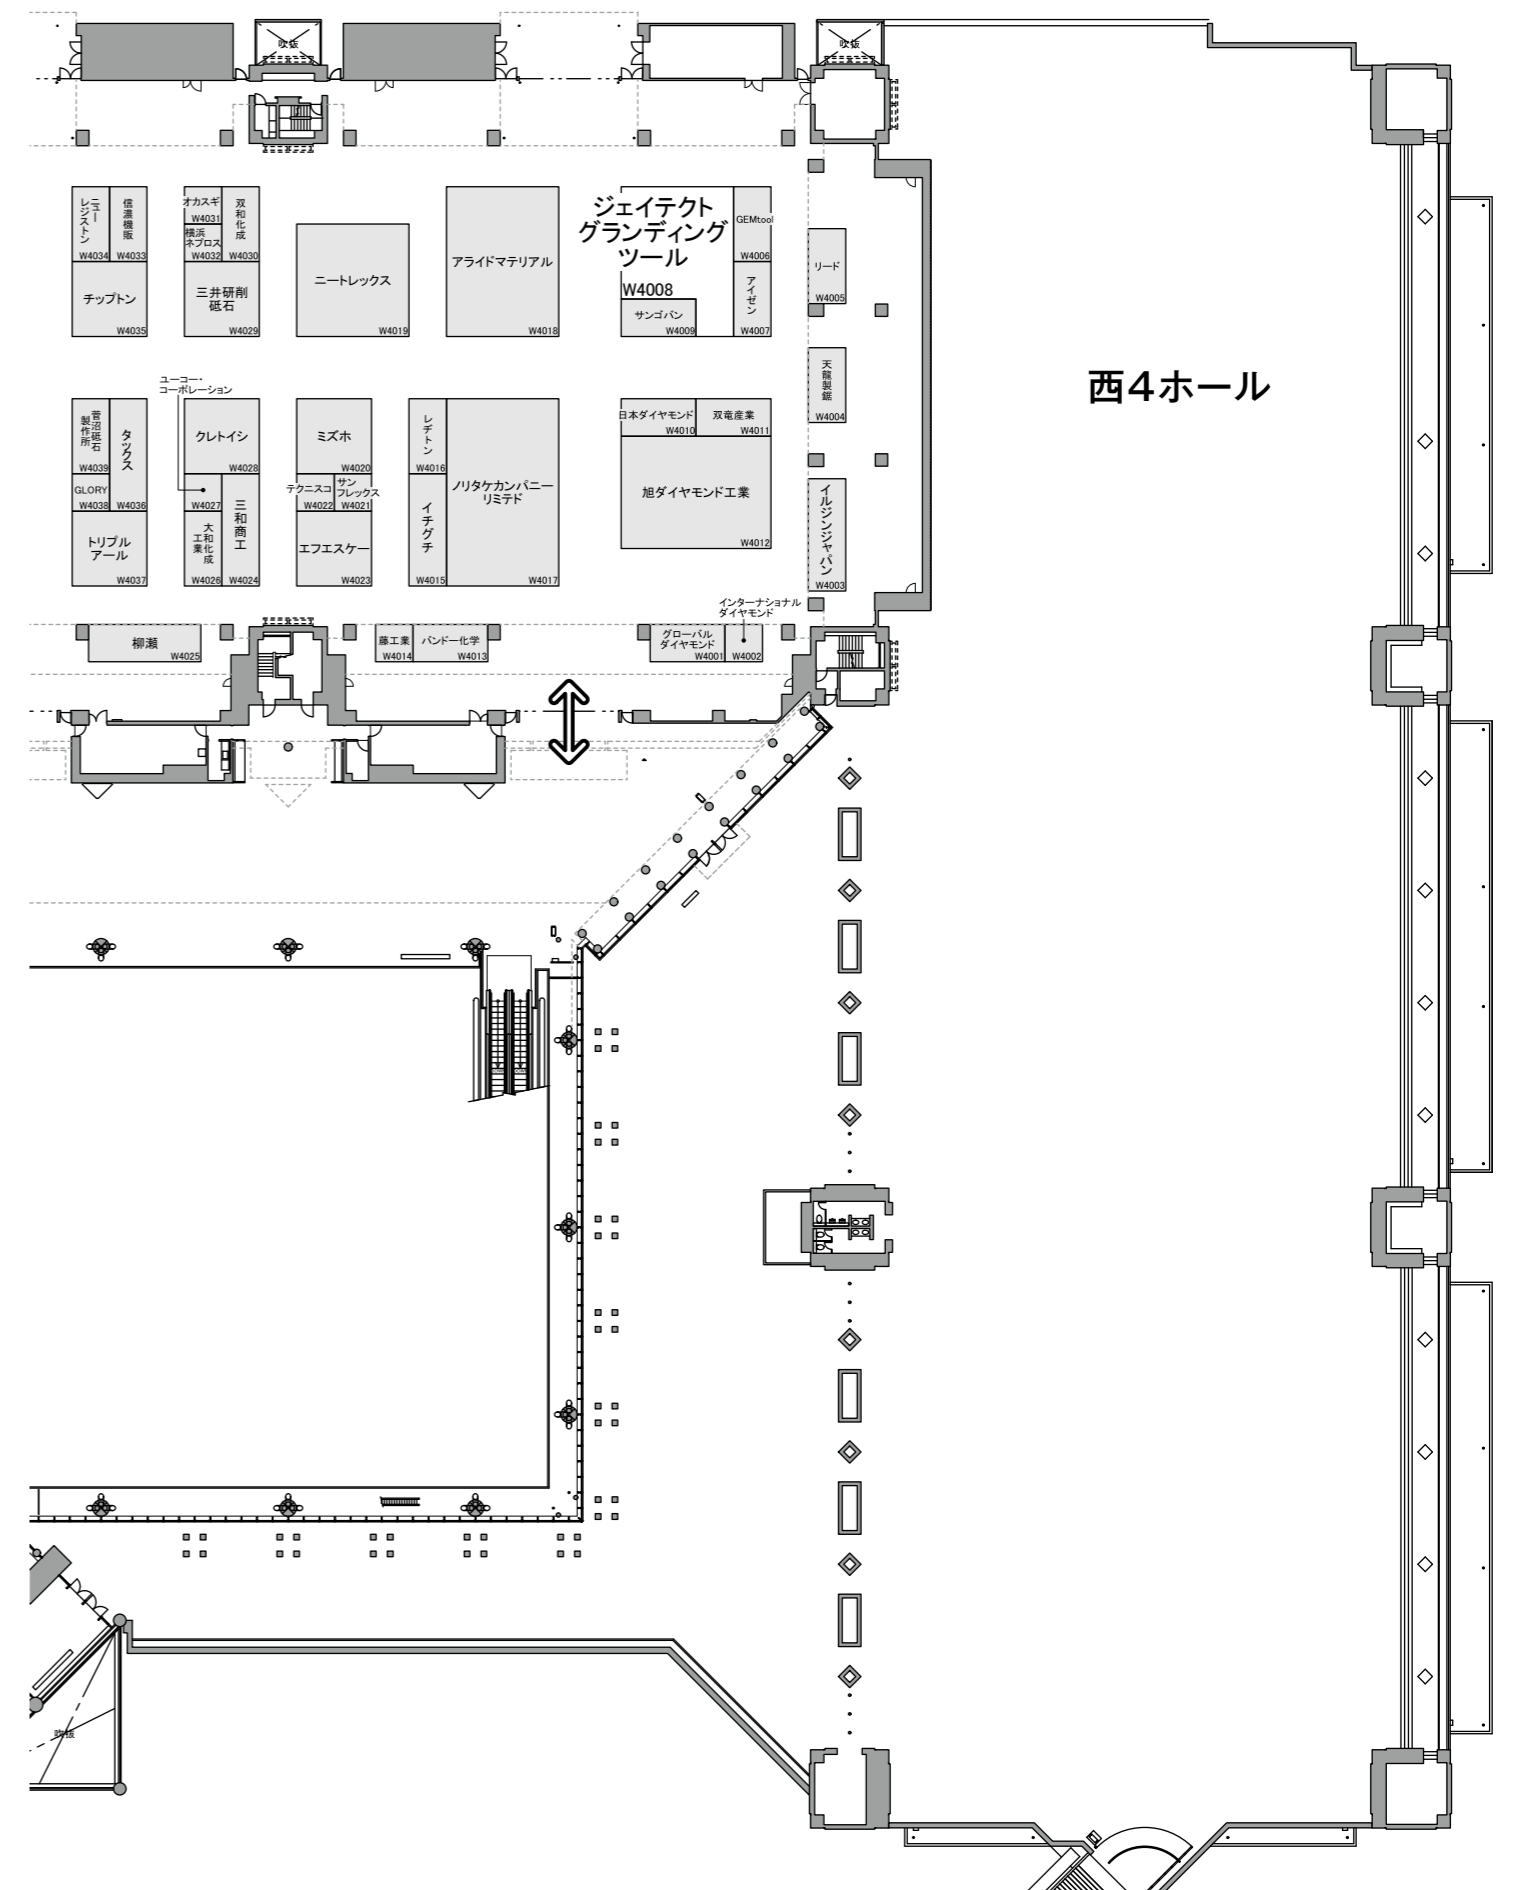 吹抜
吹抜
ニュー
レジストン
W4034
信濃機販
W4033
オカスギ
W4031
横浜
ネプロス
W4032
双和化成
W4030
チップトン
W4035
三井研削
砥石
W4029
ニートレックス
W4019
アライドマテリアル
W4018
ジェイテクト
グランディング
ツール
W4008
サンゴバン
W4009
GEMtool
W4006
アイゼン
W4007
リード
W4005
天龍製鋸
W4004
西4ホール
ユーコー・
コーポレーション
菅沼砥石
製作所
W4039
タックス
W4036
GLORY
W4038
トリプル
アール
W4037
クレトイシ
W4028
W4027
三和商工
W4024
大和化成
工業
W4026
ミズホ
W4020
テクニスコ
W4022
サン
フレックス
W4021
エフエスケー
W4023
レヂトン
W4016
イチグチ
W4015
ノリタケカンパニー
リミテド
W4017
日本ダイヤモンド
W4010
双竜産業
W4011
旭ダイヤモンド工業
W4012
イルジンジャパン
W4003
インターナショナル
ダイヤモンド
柳瀬
W4025
藤工業
W4014
バンドー化学
W4013
グローバル
ダイヤモンド
W4001
W4002
吹抜